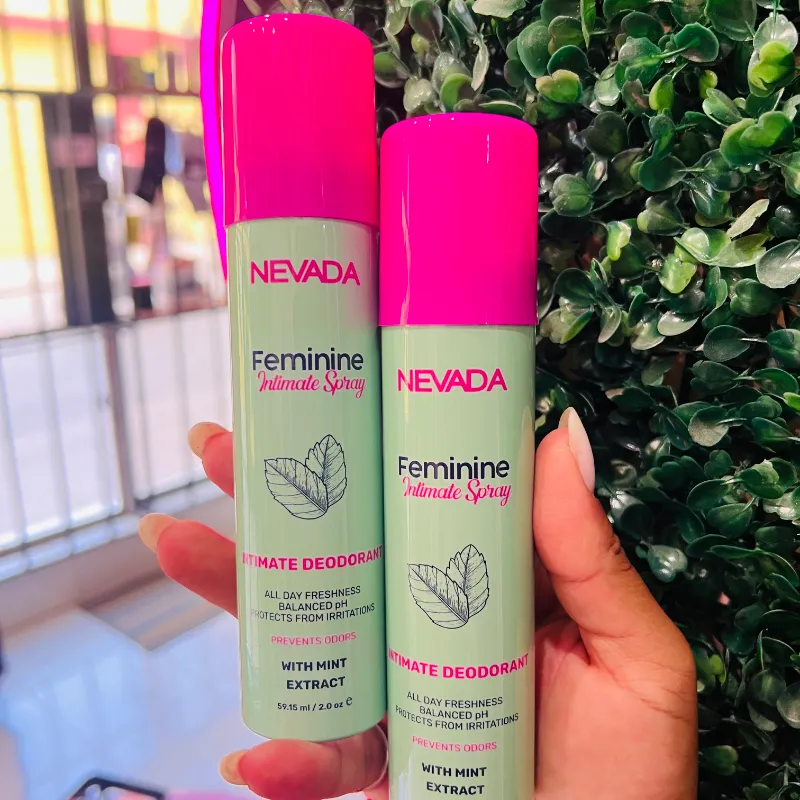 NEVADA
Feminine
Intimate Spray
INTIMATE DEODORANT
ALL DAY FRESHNESS
BALANCED pH
PROTECTS FROM IRRITATIONS
PREVENTS ODORS
WITH MINT
EXTRACT
59.15 ml / 2.0 oz ℮
NEVADA
Feminine
Intimate Spray
INTIMATE DEODORANT
ALL DAY FRESHNESS
BALANCED pH
PROTECTS FROM IRRITATIONS
PREVENTS ODORS
WITH MINT
EXTRACT